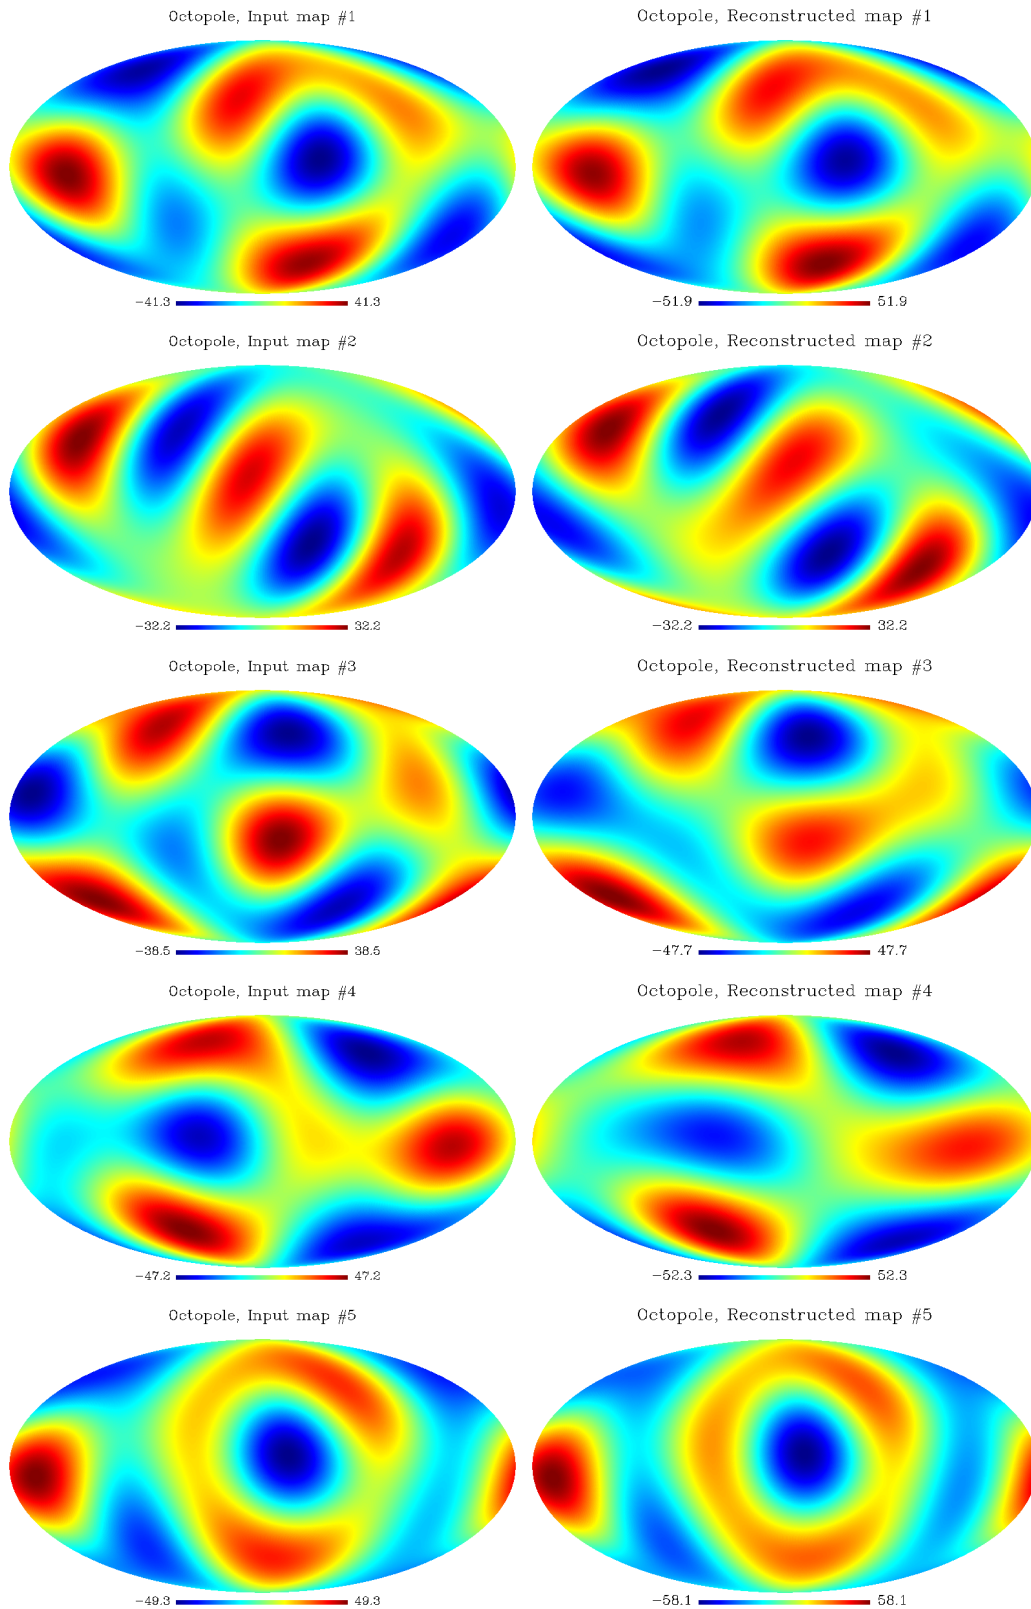 Octopole, Input map #1
Octopole, Reconstructed map #1
−41.3 41.3
−51.9 51.9
Octopole, Input map #2
Octopole, Reconstructed map #2
−32.2 32.2
−32.2 32.2
Octopole, Input map #3
Octopole, Reconstructed map #3
−38.5 38.5
−47.7 47.7
Octopole, Input map #4
Octopole, Reconstructed map #4
−47.2 47.2
−52.3 52.3
Octopole, Input map #5
Octopole, Reconstructed map #5
−49.3 49.3
−58.1 58.1